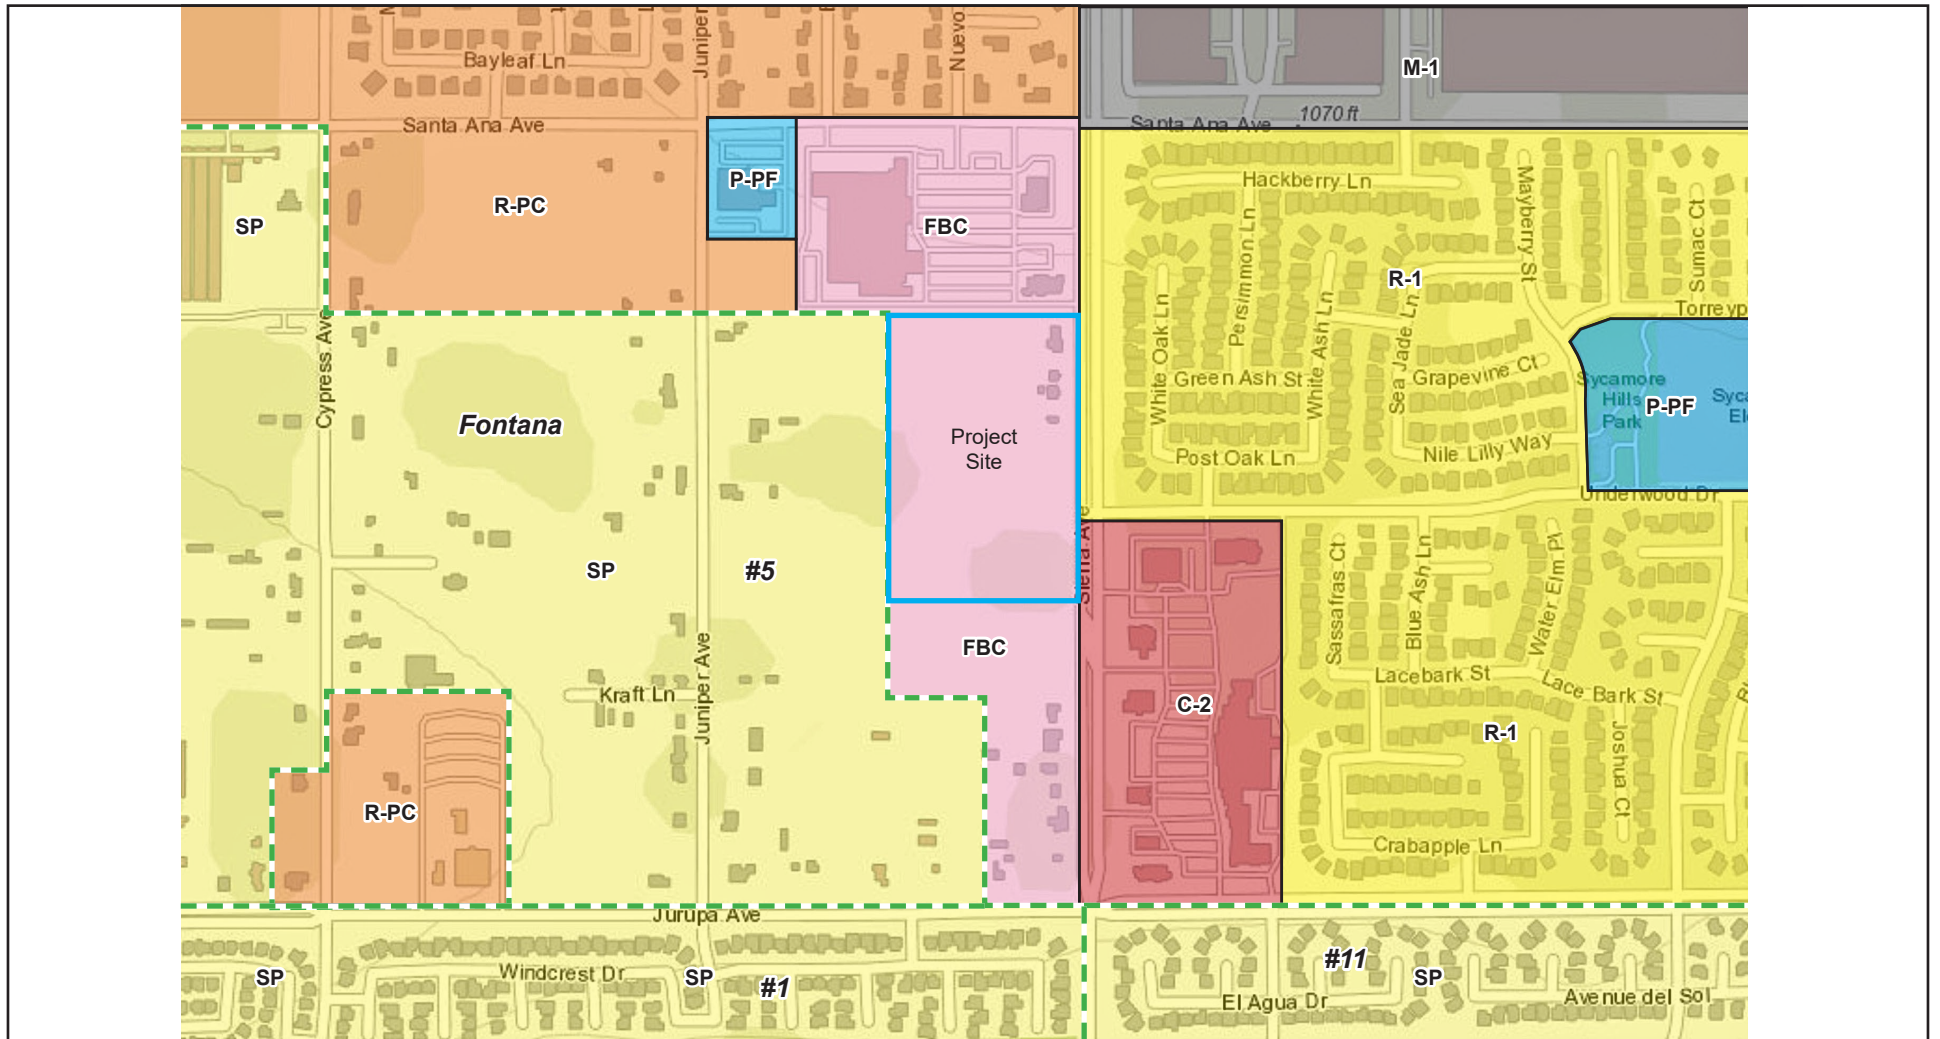 Juniper
Nuevo
Bayleaf Ln
M-1
1070 ft
Santa Ana Ave
Santa Ana Ave
P-PF
Hackberry Ln
Mayberry St
Sumac Ct
R-PC
SP
FBC
Persimmon Ln
R-1
White Oak Ln
White Ash Ln
Sea Jade Ln
Torreyp
Cypress Ave
Green Ash St
Grapevine Ct
Sycamore
Hills
Park
P-PF
Syca
El
Fontana
Project
Site
Post Oak Ln
Nile Lilly Way
Underwood Dr
Sierra Ave
SP
#5
Sassafras Ct
Blue Ash Ln
Water Elm Pl
FBC
Juniper Ave
Kraft Ln
Lacebark St
Lace Bark St
C-2
R-1
Joshua Ct
R-PC
Crabapple Ln
Jurupa Ave
SP
Windcrest Dr
SP
#1
#11
SP
El Agua Dr
Avenue del Sol